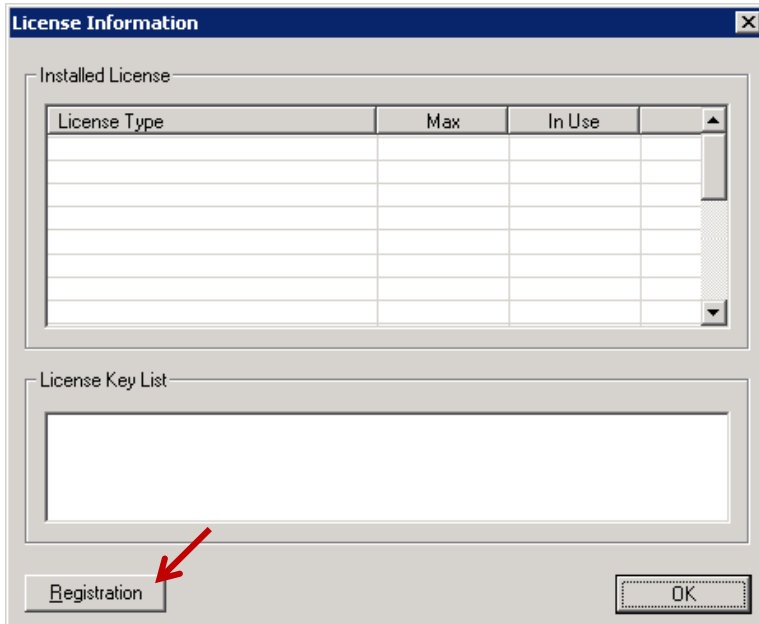 License Information
Installed License
License Type Max In Use
License Key List
Registration OK